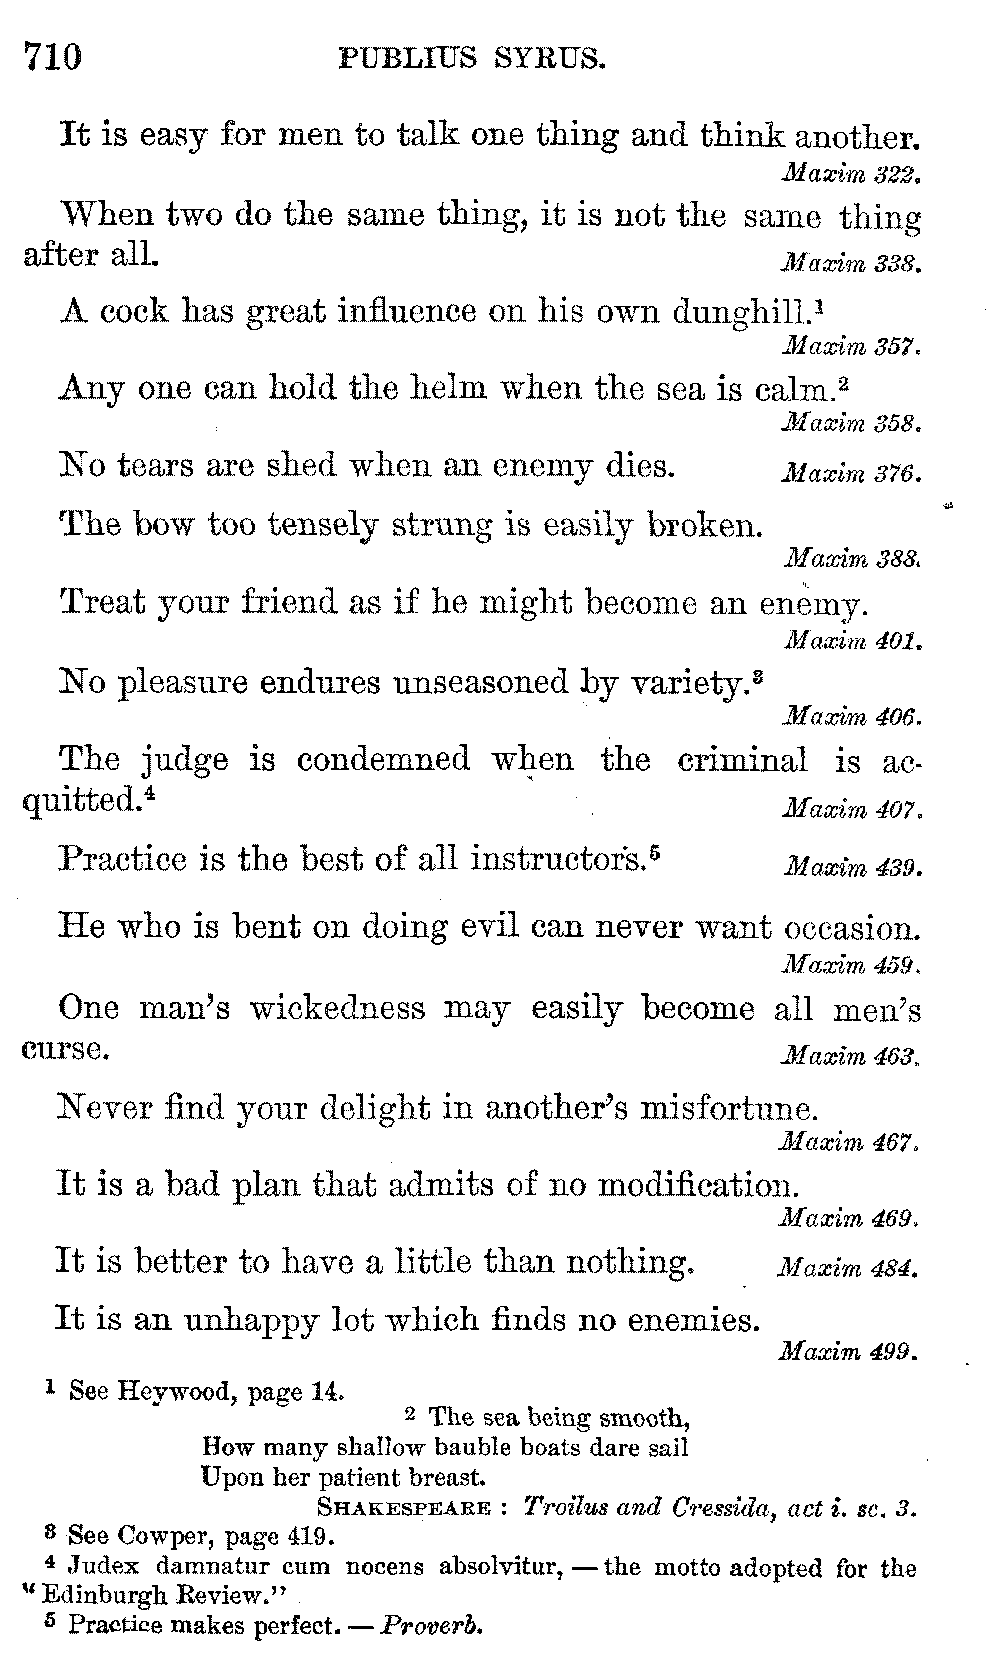 710 PUBLIUS SYRUS.
It is easy for men to talk one thing and think another.
Maxim 322.
When two do the same thing, it is not the same thing
after all. Maxim 338.
A cock has great influence on his own dunghill.¹
Maxim 357.
Any one can hold the helm when the sea is calm.²
Maxim 358.
No tears are shed when an enemy dies. Maxim 376.
The bow too tensely strung is easily broken.
Maxim 388.
Treat your friend as if he might become an enemy.
Maxim 401.
No pleasure endures unseasoned by variety.³
Maxim 406.
The judge is condemned when the criminal is ac-
quitted.⁴ Maxim 407.
Practice is the best of all instructors.⁵ Maxim 439.
He who is bent on doing evil can never want occasion.
Maxim 459.
One man's wickedness may easily become all men's
curse. Maxim 463.
Never find your delight in another's misfortune.
Maxim 467.
It is a bad plan that admits of no modification.
Maxim 469.
It is better to have a little than nothing. Maxim 484.
It is an unhappy lot which finds no enemies.
Maxim 499.
¹ See Heywood, page 14.
² The sea being smooth,
How many shallow bauble boats dare sail
Upon her patient breast.
SHAKESPEARE : Troilus and Cressida, act i. sc. 3.
³ See Cowper, page 419.
⁴ Judex damnatur cum nocens absolvitur, — the motto adopted for the
"Edinburgh Review."
⁵ Practice makes perfect. — Proverb.